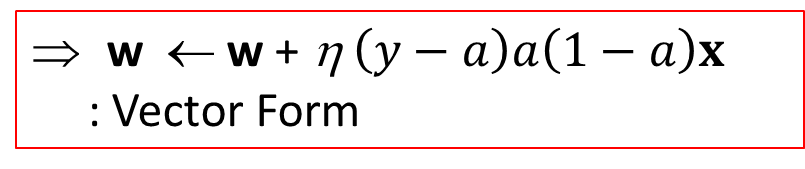 ⇒ w ← w + η(y − a)a(1 − a)x
: Vector Form